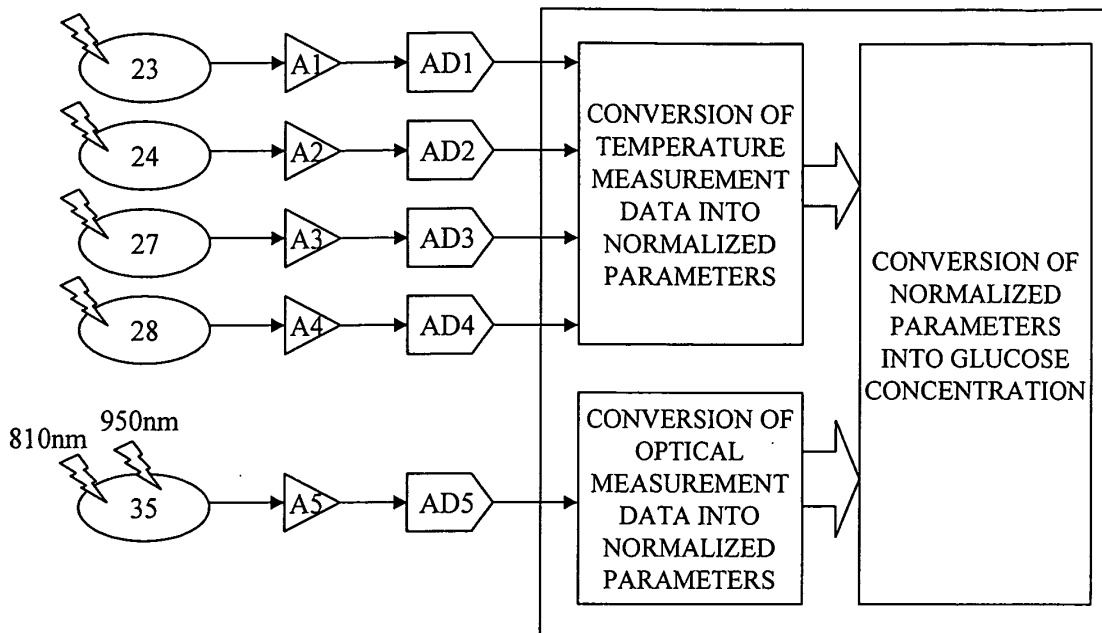 23
A1
AD1
24
A2
AD2
27
A3
AD3
28
A4
AD4
CONVERSION OF
TEMPERATURE
MEASUREMENT
DATA INTO
NORMALIZED
PARAMETERS
810nm
950nm
35
A5
AD5
CONVERSION OF
OPTICAL
MEASUREMENT
DATA INTO
NORMALIZED
PARAMETERS
CONVERSION OF
NORMALIZED
PARAMETERS
INTO GLUCOSE
CONCENTRATION